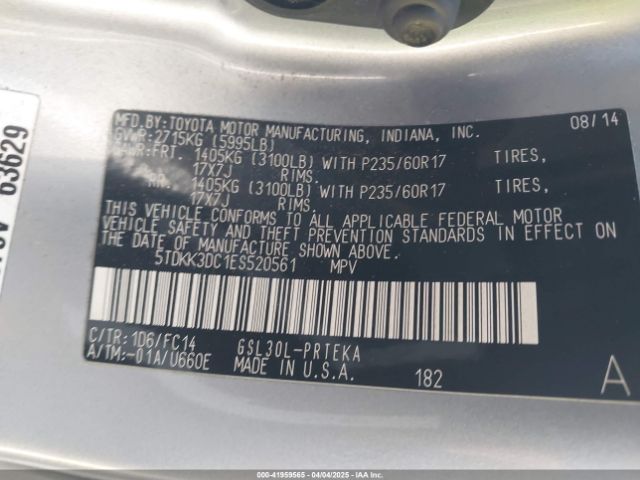 MFD.BY:TOYOTA MOTOR MANUFACTURING, INDIANA, INC. 08/14
GVWR:2715KG (5995LB)
GAWR:FRT. 1405KG (3100LB) WITH P235/60R17 TIRES,
17X7J RIMS.
RR. 1405KG (3100LB) WITH P235/60R17 TIRES,
17X7J RIMS
THIS VEHICLE CONFORMS TO ALL APPLICABLE FEDERAL MOTOR
VEHICLE SAFETY AND THEFT PREVENTION STANDARDS IN EFFECT ON
THE DATE OF MANUFACTURE SHOWN ABOVE.
5TDKK3DC1ES520561 MPV
C/TR:1D6/FC14 GSL30L-PRTEKA
A/TM:-01A/U660E MADE IN U.S.A. 182 A
63629
000-41959565 - 04/04/2025 - IAAI.COM